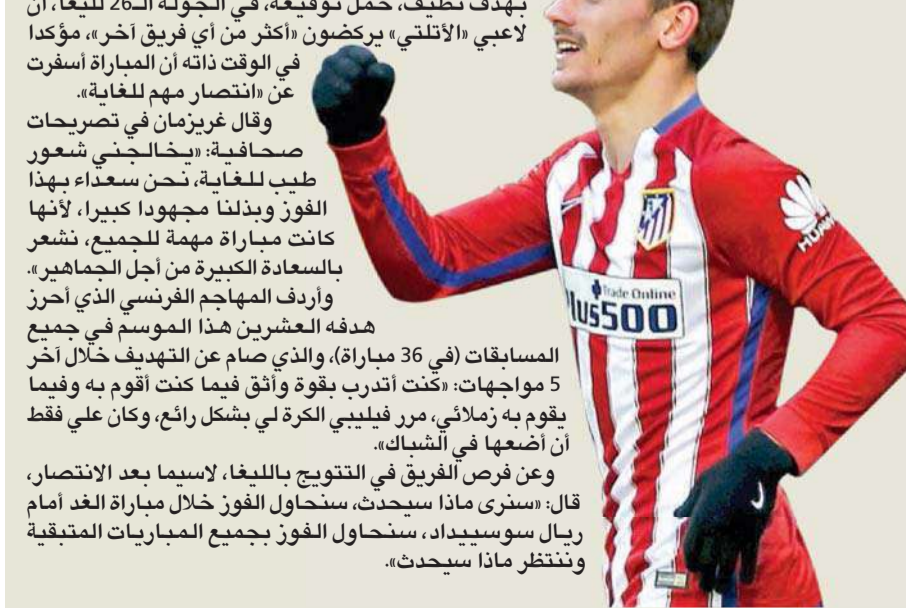 بهدف نظيف، حمل توقيعه، في الجولة الـ26 لليغا، أن
لاعبي «الأتلتي» يركضون «أكثر من أي فريق آخر»، مؤكدا
في الوقت ذاته أن المباراة أسفرت
عن «انتصار مهم للغاية».
وقال غريزمان في تصريحات
صحافية: «يخالجني شعور
طيب للغاية، نحن سعداء بهذا
الفوز وبذلنا مجهودا كبيرا، لأنها
كانت مباراة مهمة للجميع، نشعر
بالسعادة الكبيرة من أجل الجماهير».
وأردف المهاجم الفرنسي الذي أحرز
هدفه العشرين هذا الموسم في جميع
المسابقات (في 36 مباراة)، والذي صام عن التهديف خلال آخر
5 مواجهات: «كنت أتدرب بقوة وأثق فيما كنت أقوم به وفيما
يقوم به زملائي، مرر فيليبي الكرة لي بشكل رائع، وكان علي فقط
أن أضعها في الشباك».
وعن فرص الفريق في التتويج بالليغا، لاسيما بعد الانتصار،
قال: «سنرى ماذا سيحدث، سنحاول الفوز خلال مباراة الغد أمام
ريال سوسييداد، سنحاول الفوز بجميع المباريات المتبقية
وننتظر ماذا سيحدث».
Trade Online
lus500
HUAW